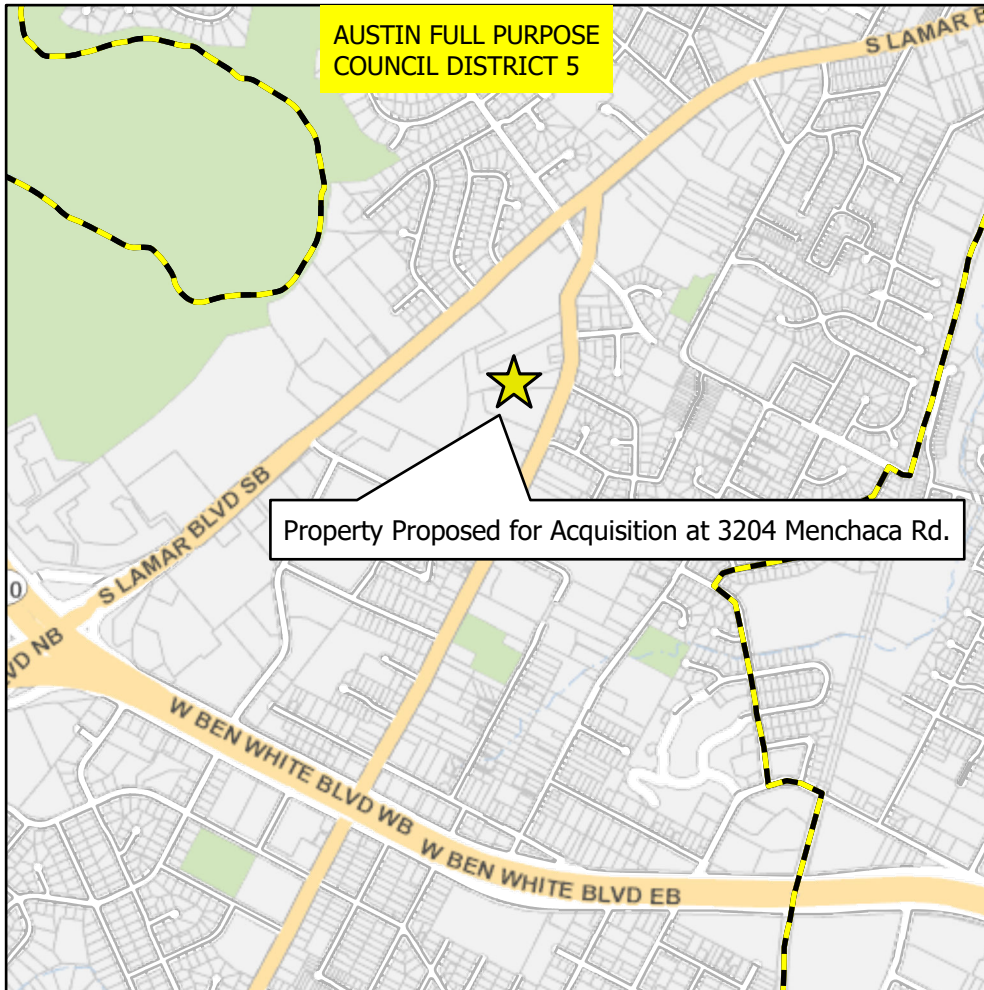 AUSTIN FULL PURPOSE
COUNCIL DISTRICT 5
S LAMAR B
Property Proposed for Acquisition at 3204 Menchaca Rd.
S LAMAR BLVD SB
0
VD NB
W BEN WHITE BLVD WB
W BEN WHITE BLVD EB